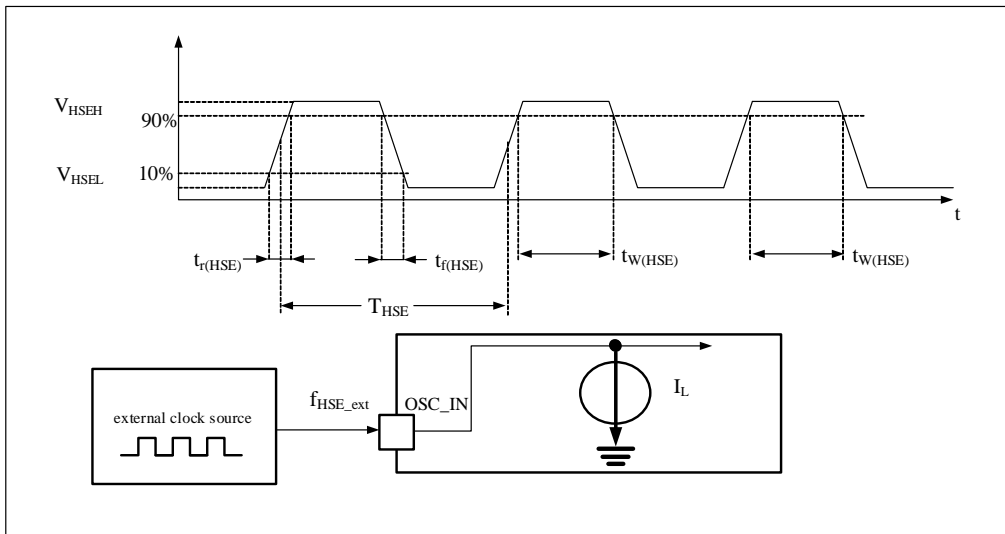 V_HSEH
90%
10%
V_HSEL
t
t_r(HSE)
t_f(HSE)
t_W(HSE)
t_W(HSE)
T_HSE
f_HSE_ext
OSC_IN
I_L
external clock source